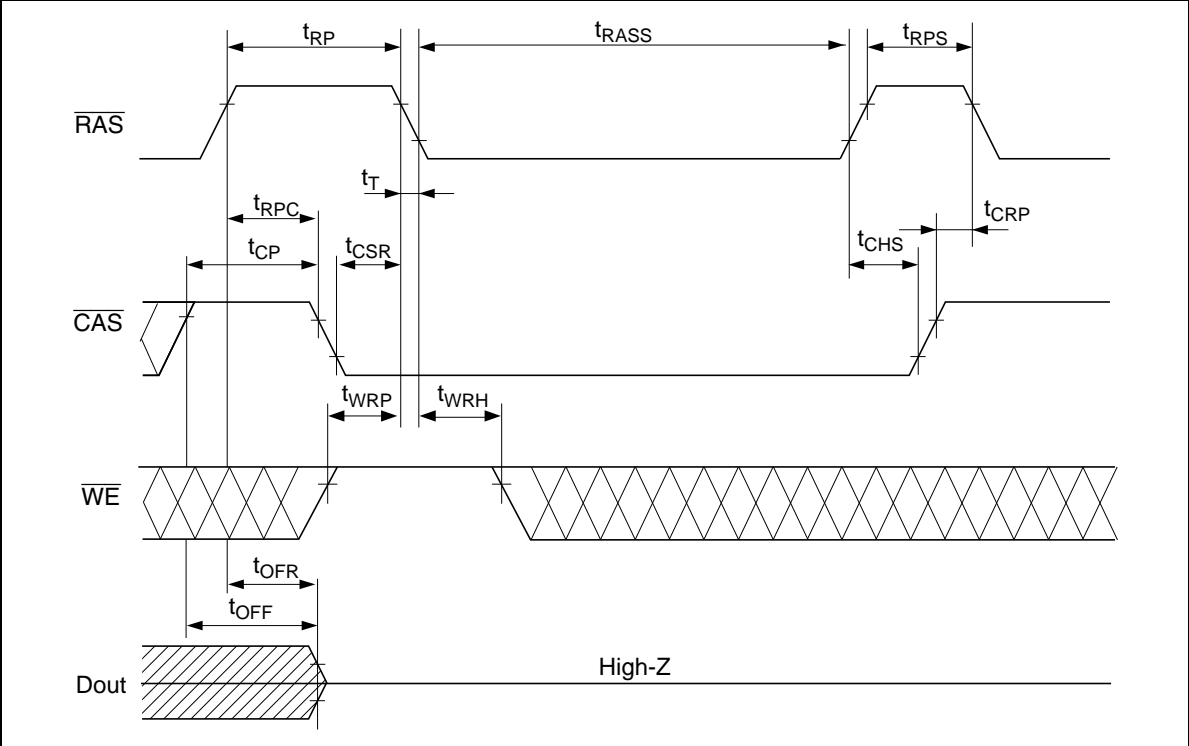 tRP
tRASS
tRPS
RAS
tT
tRPC
tCRP
tCP
tCSR
tCHS
CAS
tWRP
tWRH
WE
tOFR
tOFF
High-Z
Dout